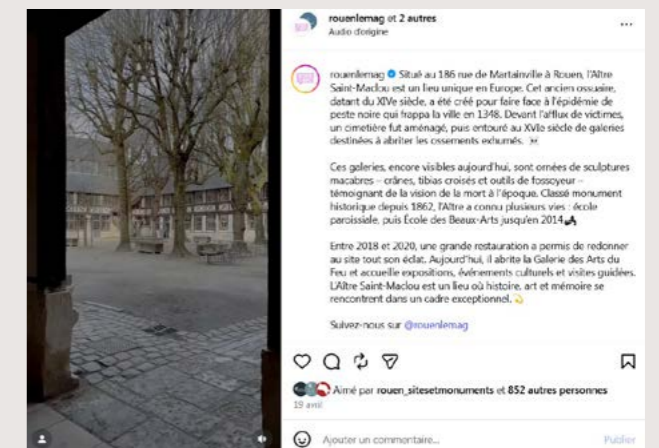 rouenlemag et 2 autres
Audio d'origine
rouenlemag Situé au 186 rue de Martainville à Rouen, l'Aître
Saint-Maclou est un lieu unique en Europe. Cet ancien ossuaire,
datant du XIVe siècle, a été créé pour faire face à l'épidémie de
peste noire qui frappa la ville en 1348. Devant l'afflux de victimes,
un cimetière fut aménagé, puis entouré au XVIe siècle de galeries
destinées à abriter les ossements exhumés.
Ces galeries, encore visibles aujourd'hui, sont ornées de sculptures
macabres – crânes, tibias croisés et outils de fossoyeur –
témoignant de la vision de la mort à l'époque. Classé monument
historique depuis 1862, l'Aître a connu plusieurs vies : école
paroissiale, puis École des Beaux-Arts jusqu'en 2014
Entre 2018 et 2020, une grande restauration a permis de redonner
au site tout son éclat. Aujourd'hui, il abrite la Galerie des Arts du
Feu et accueille expositions, événements culturels et visites guidées.
L'Aître Saint-Maclou est un lieu où histoire, art et mémoire se
rencontrent dans un cadre exceptionnel.
Suivez-nous sur @rouenlemag
Aimé par rouen_sitesetmonuments et 852 autres personnes
19 avril
Ajouter un commentaire...
Publier